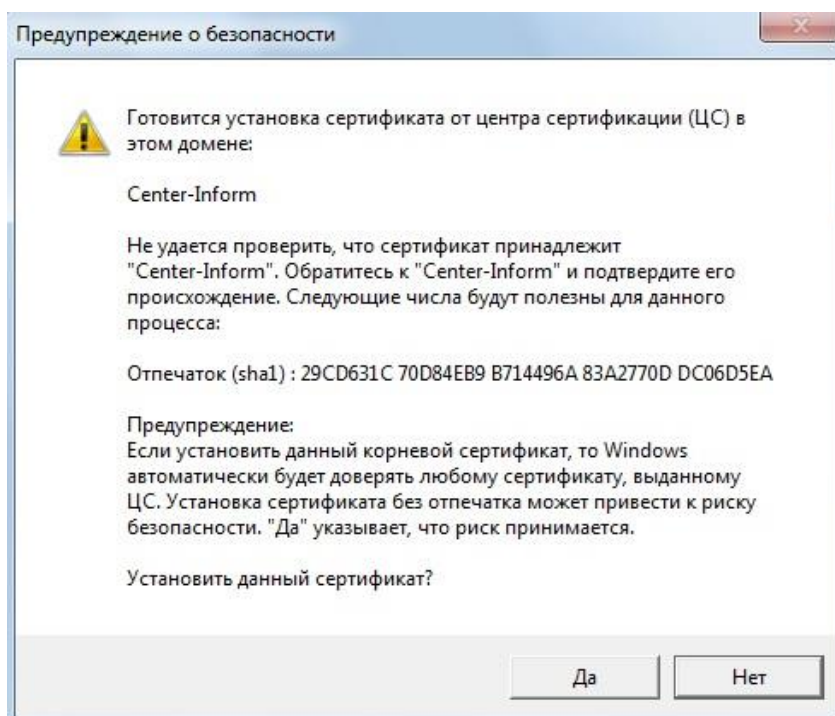 Предупреждение о безопасности
Готовится установка сертификата от центра сертификации (ЦС) в
этом домене:
Center-Inform
Не удается проверить, что сертификат принадлежит
"Center-Inform". Обратитесь к "Center-Inform" и подтвердите его
происхождение. Следующие числа будут полезны для данного
процесса:
Отпечаток (sha1) : 29CD631C 70D84EB9 B714496A 83A2770D DC06D5EA
Предупреждение:
Если установить данный корневой сертификат, то Windows
автоматически будет доверять любому сертификату, выданному
ЦС. Установка сертификата без отпечатка может привести к риску
безопасности. "Да" указывает, что риск принимается.
Установить данный сертификат?
Да
Нет